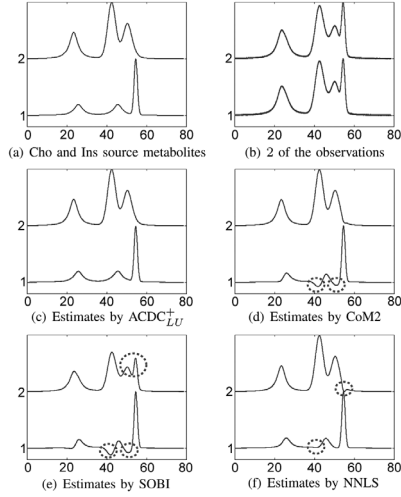 2
2
1
1
0 20 40 60 80
0 20 40 60 80
(a) Cho and Ins source metabolites
(b) 2 of the observations
2
2
1
1
0 20 40 60 80
0 20 40 60 80
(c) Estimates by ACDC⁺_LU
(d) Estimates by CoM2
2
2
1
1
0 20 40 60 80
0 20 40 60 80
(e) Estimates by SOBI
(f) Estimates by NNLS